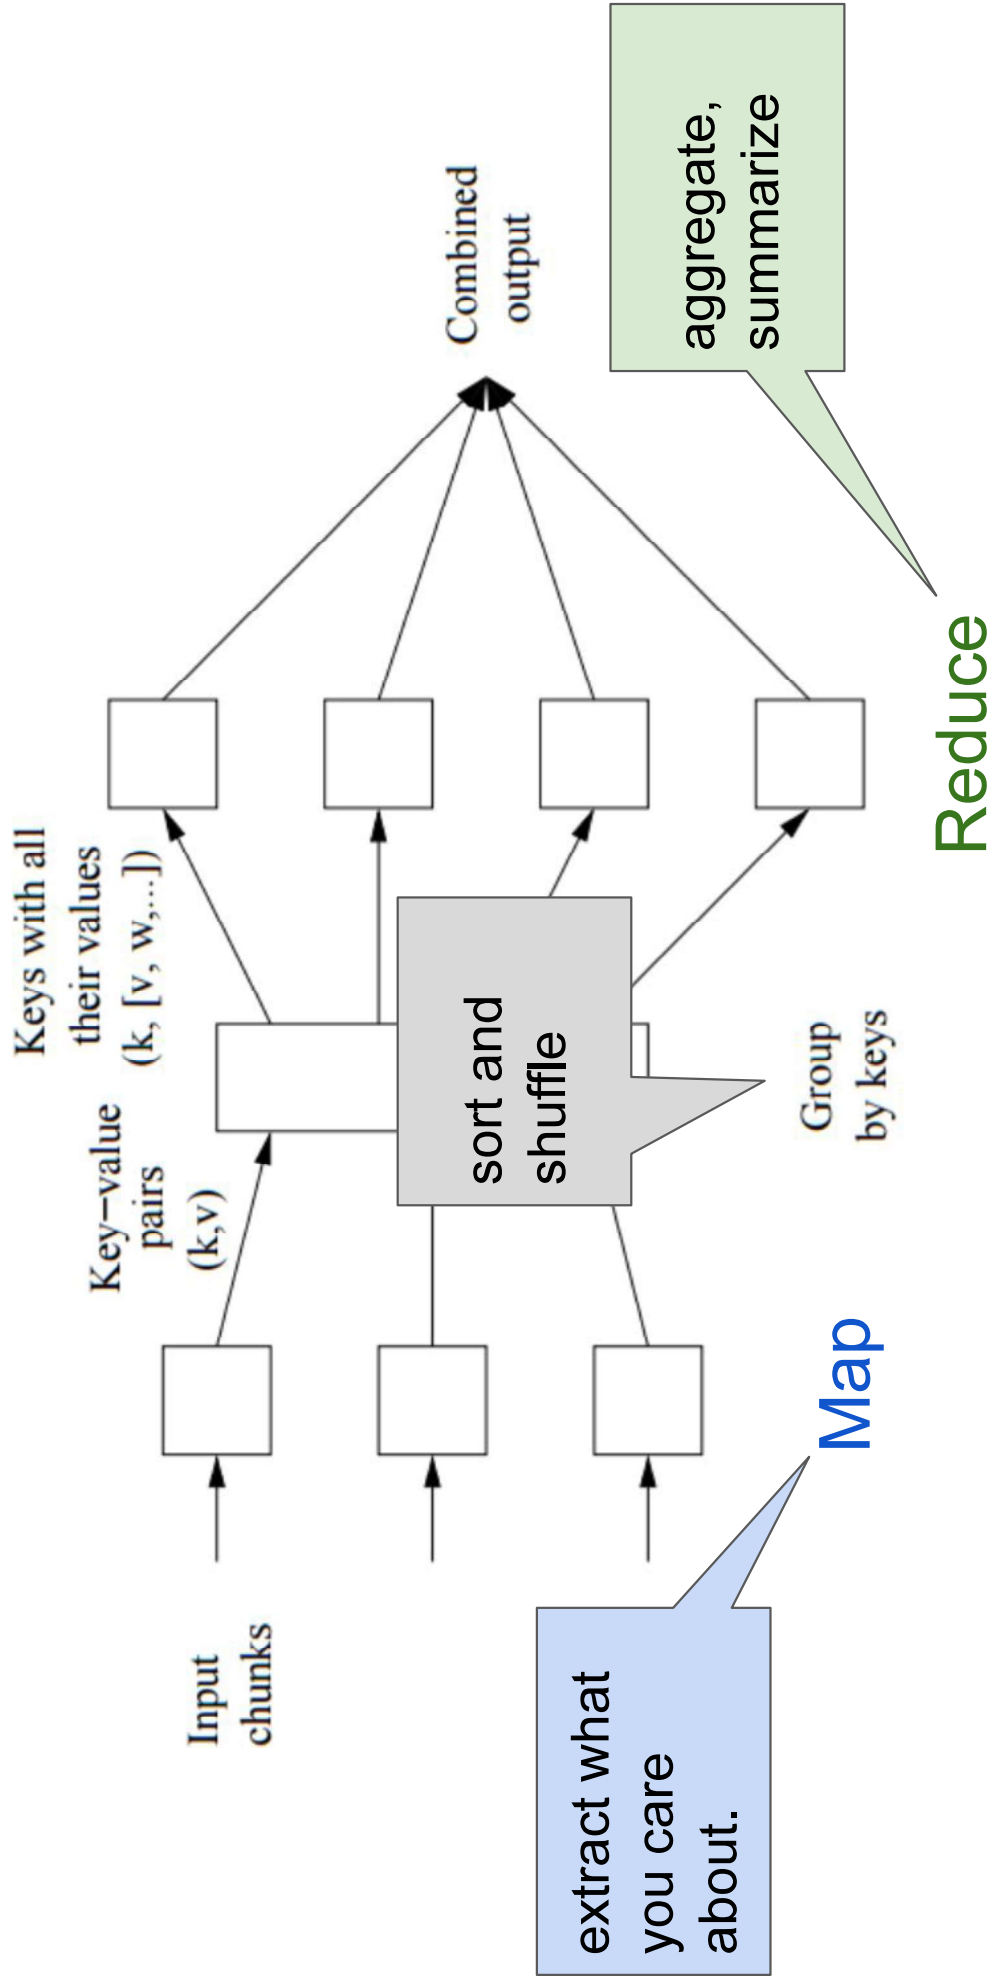 Keys with all
their values
(k, [v, w,...])
Key−value
pairs
(k,v)
Input
chunks
Combined
output
sort and
shuffle
extract what
you care
about.
aggregate,
summarize
Group
by keys
Map
Reduce